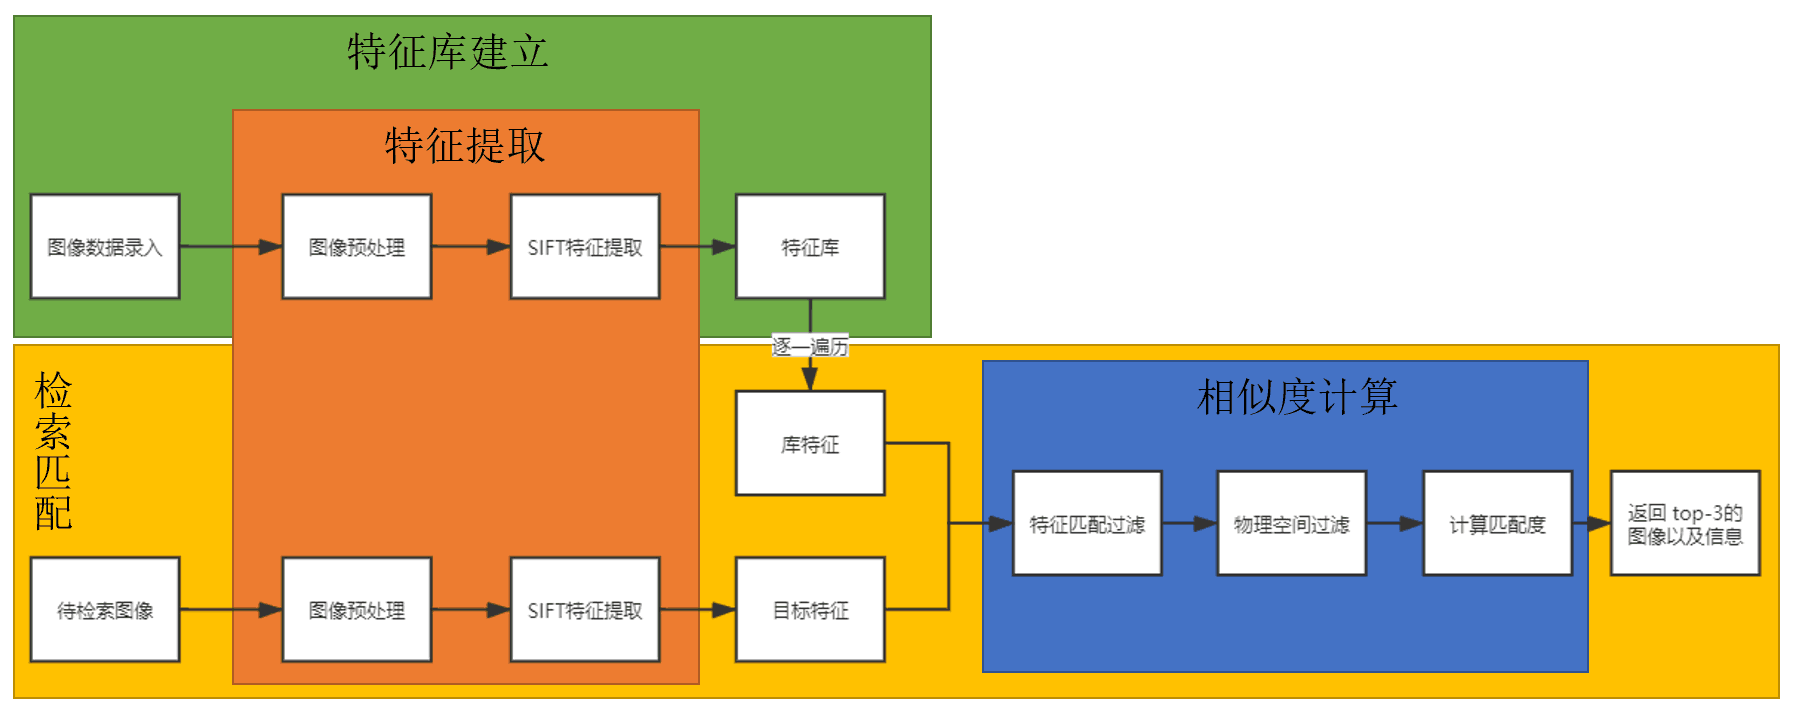 特征库建立
特征提取
图像数据录入
图像预处理
SIFT特征提取
特征库
逐一遍历
检索匹配
库特征
相似度计算
特征匹配过滤
物理空间过滤
计算匹配度
返回 top-3的
图像以及信息
待检索图像
图像预处理
SIFT特征提取
目标特征